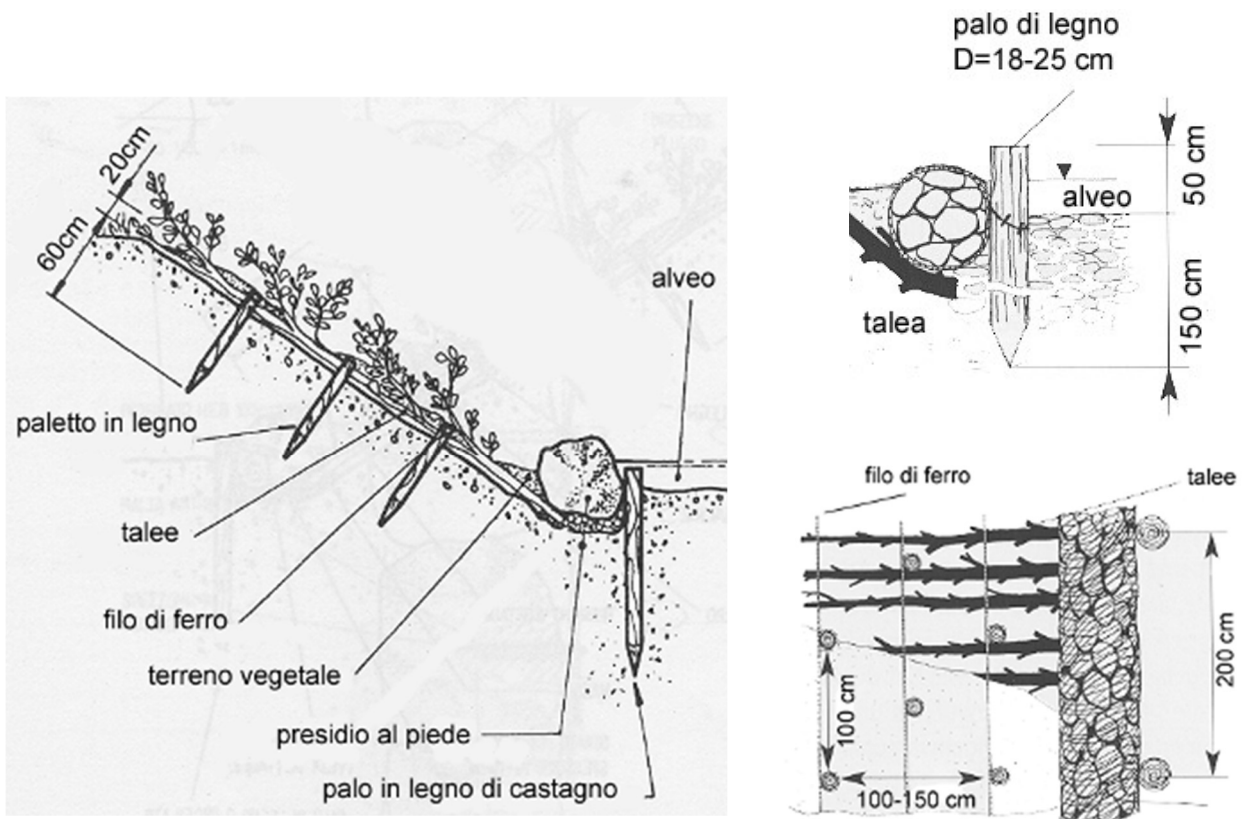 20cm
60cm
paletto in legno
talee
filo di ferro
terreno vegetale
presidio al piede
palo in legno di castagno
alveo
palo di legno
D=18-25 cm
50 cm
alveo
150 cm
talea
filo di ferro
talee
100 cm
100-150 cm
200 cm